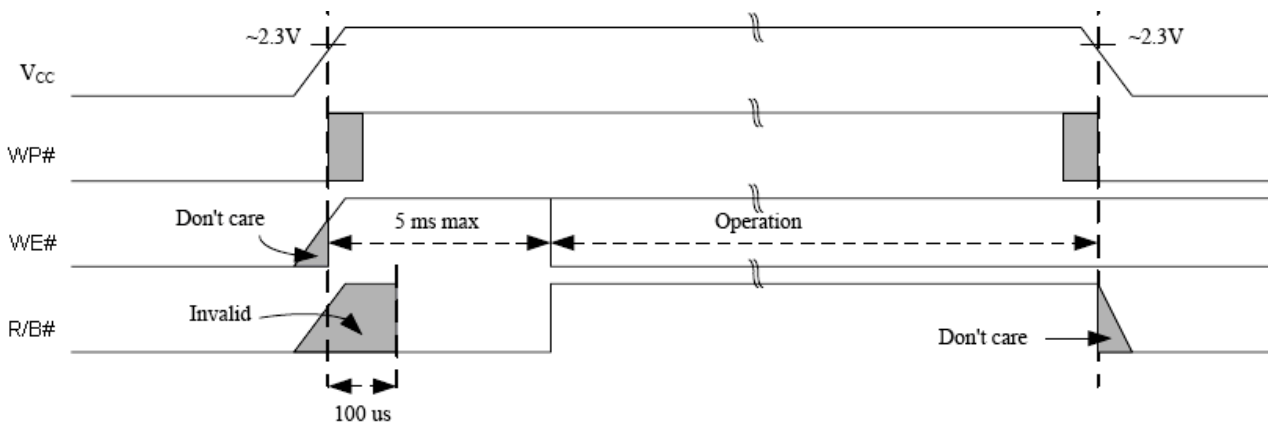 ~2.3V
~2.3V
VCC
WP#
Don't care
5 ms max
Operation
WE#
Invalid
R/B#
Don't care
100 us